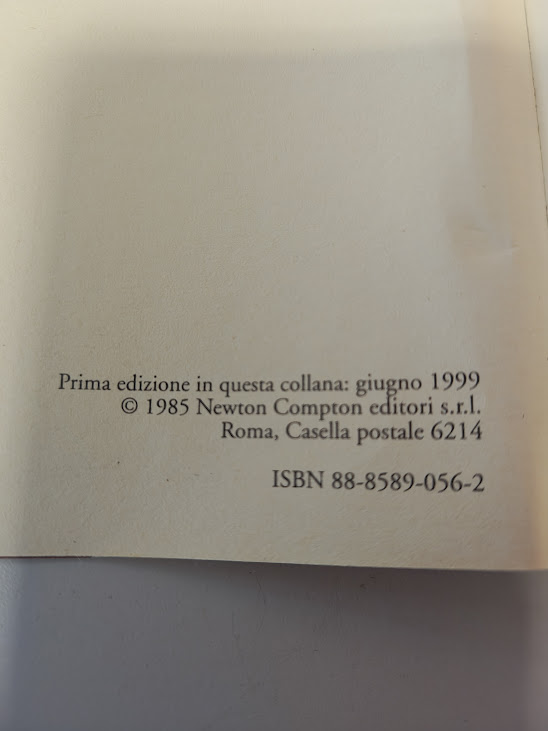 Prima edizione in questa collana: giugno 1999
© 1985 Newton Compton editori s.r.l.
Roma, Casella postale 6214
ISBN 88-8589-056-2